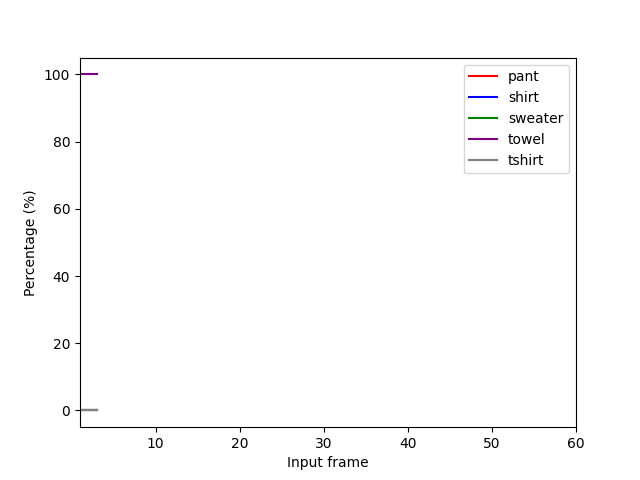 100
80
60
40
20
0
Percentage (%)
pant
shirt
sweater
towel
tshirt
10 20 30 40 50 60
Input frame